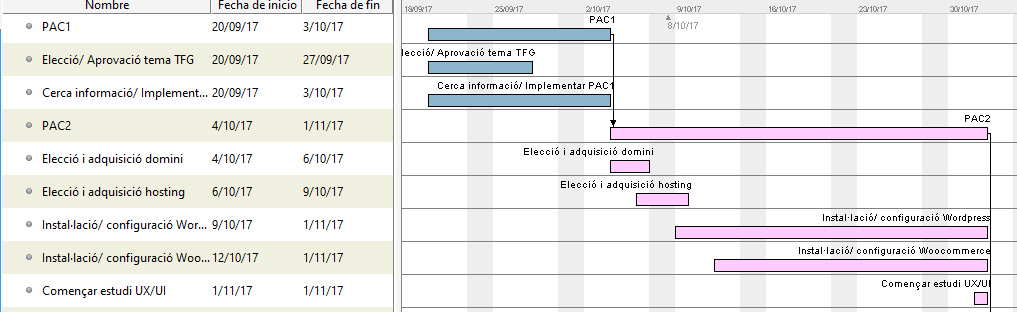 Nombre Fecha de inicio Fecha de fin
18/09/17 25/09/17 2/10/17 9/10/17 16/10/17 23/10/17 30/10/17
8/10/17
PAC1 20/09/17 3/10/17
PAC1
Elecció/ Aprovació tema TFG 20/09/17 27/09/17
lecció/ Aprovació tema TFG
Cerca informació/ Implement... 20/09/17 3/10/17
Cerca informació/ Implementar PAC1
PAC2 4/10/17 1/11/17
PAC2
Elecció i adquisició domini 4/10/17 6/10/17
Elecció i adquisició domini
Elecció i adquisició hosting 6/10/17 9/10/17
Elecció i adquisició hosting
Instal·lació/ configuració Wor... 9/10/17 1/11/17
Instal·lació/ configuració Wordpress
Instal·lació/ configuració Woo... 12/10/17 1/11/17
Instal·lació/ configuració Woocommerce
Començar estudi UX/UI 1/11/17 1/11/17
Començar estudi UX/UI